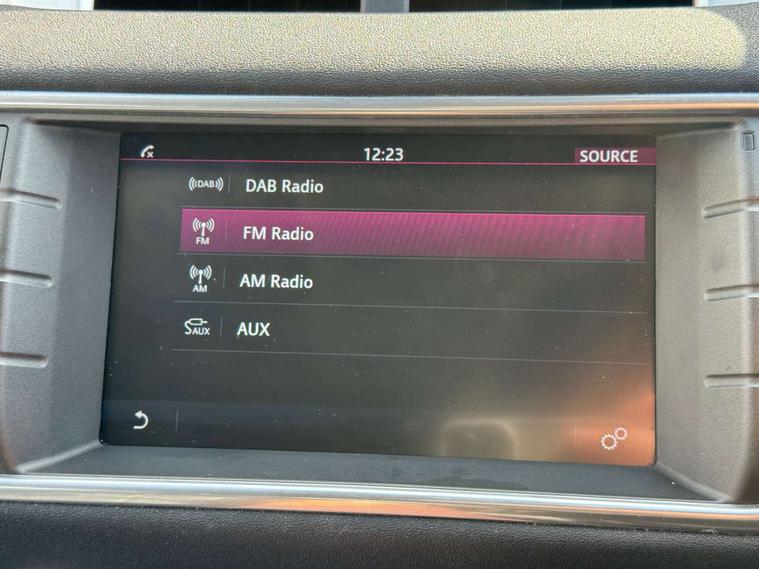 12:23
SOURCE
DAB
DAB Radio
FM
FM Radio
AM
AM Radio
AUX
AUX